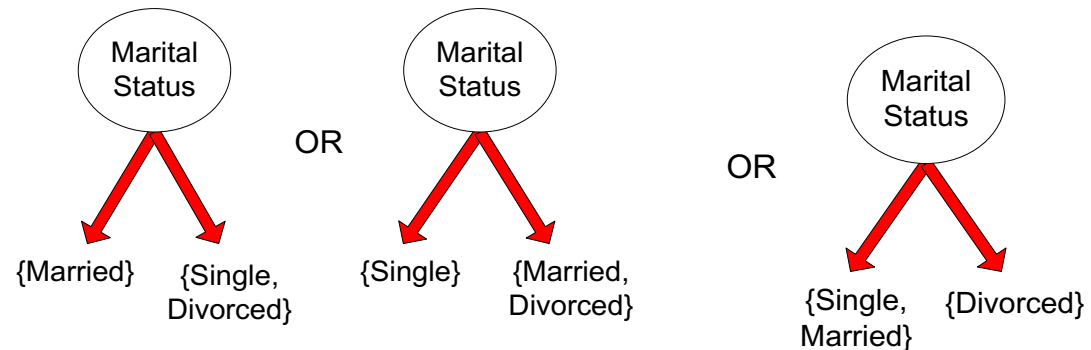 Marital
Status
OR
Marital
Status
OR
Marital
Status
{Married}
{Single,
Divorced}
{Single}
{Married,
Divorced}
{Single,
Married}
{Divorced}